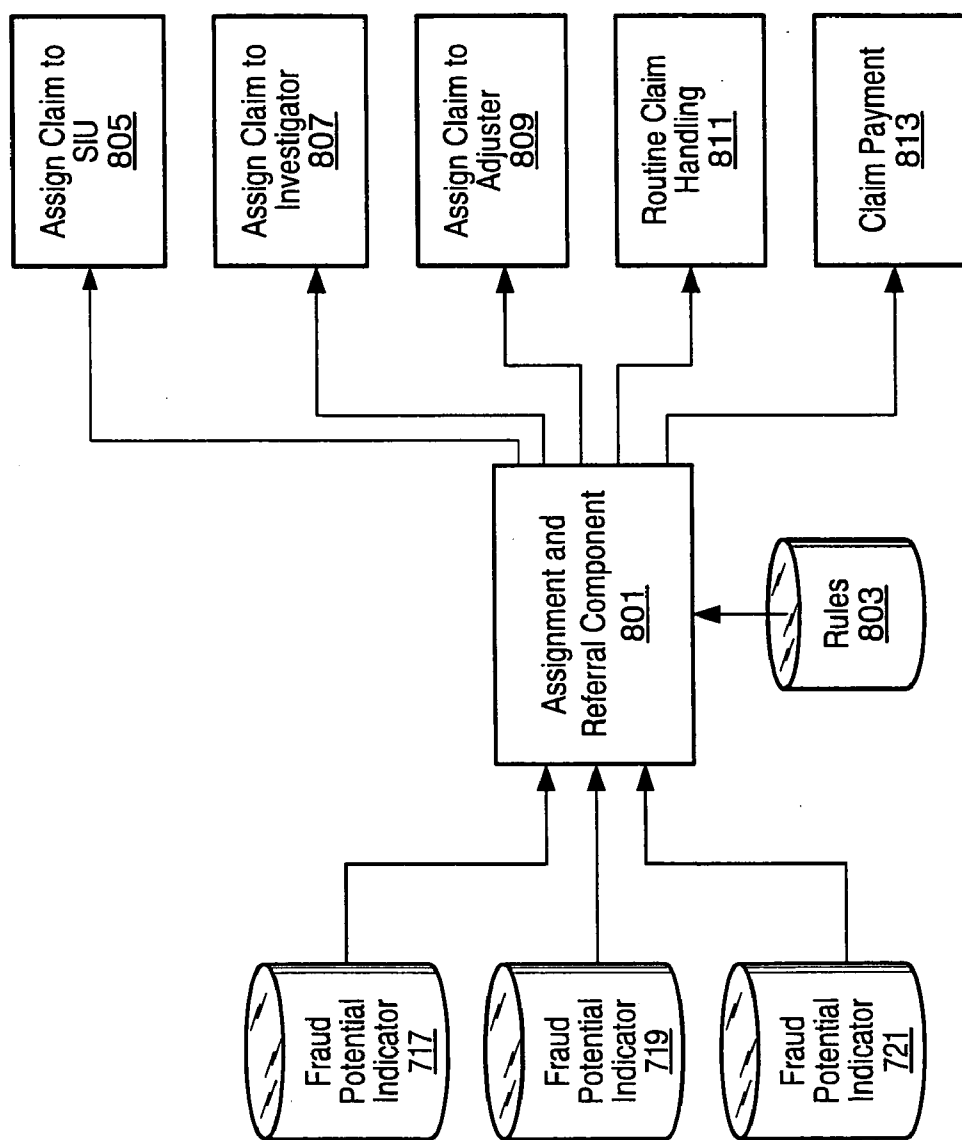 Fraud
Potential
Indicator
717
Fraud
Potential
Indicator
719
Fraud
Potential
Indicator
721
Assignment and
Referral Component
801
Rules
803
Assign Claim to
SIU
805
Assign Claim to
Investigator
807
Assign Claim to
Adjuster
809
Routine Claim
Handling
811
Claim Payment
813